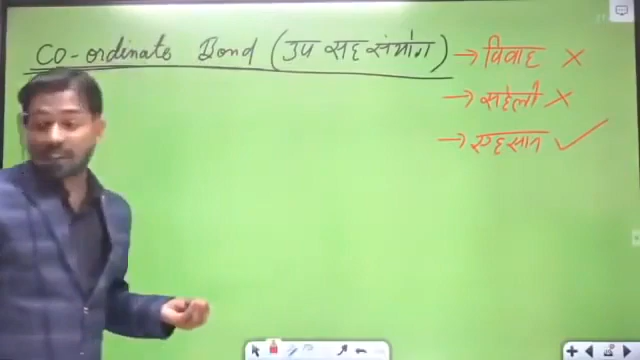 Co-ordinate Bond (उप सह संयोग) → विवाह ×
→ सहेली ×
→ एहसान ✓